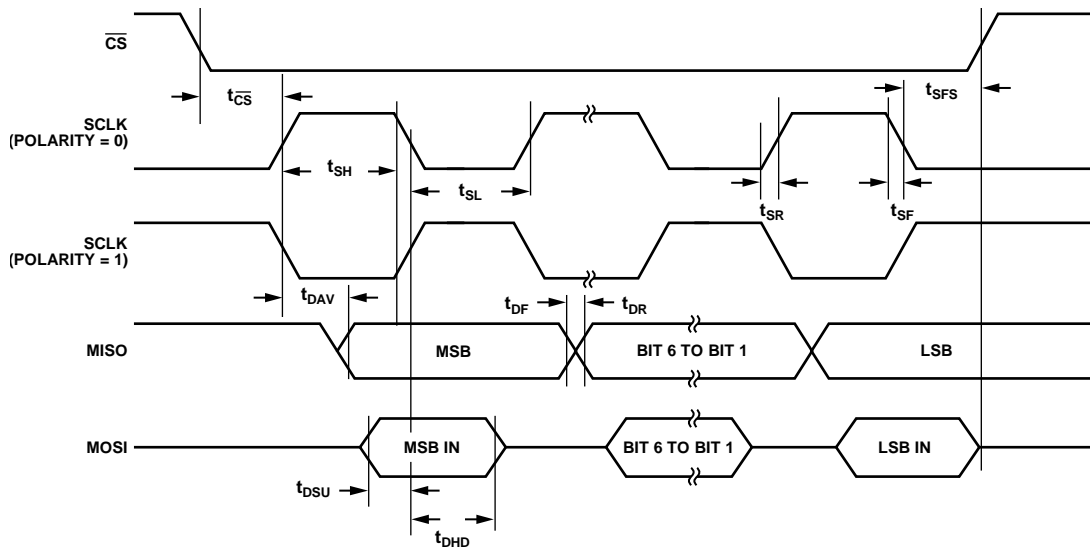 CS
tCS
tSFS
SCLK
(POLARITY = 0)
tSH
tSL
tSR
tSF
SCLK
(POLARITY = 1)
tDAV
tDF
tDR
MISO
MSB
BIT 6 TO BIT 1
LSB
MOSI
MSB IN
BIT 6 TO BIT 1
LSB IN
tDSU
tDHD